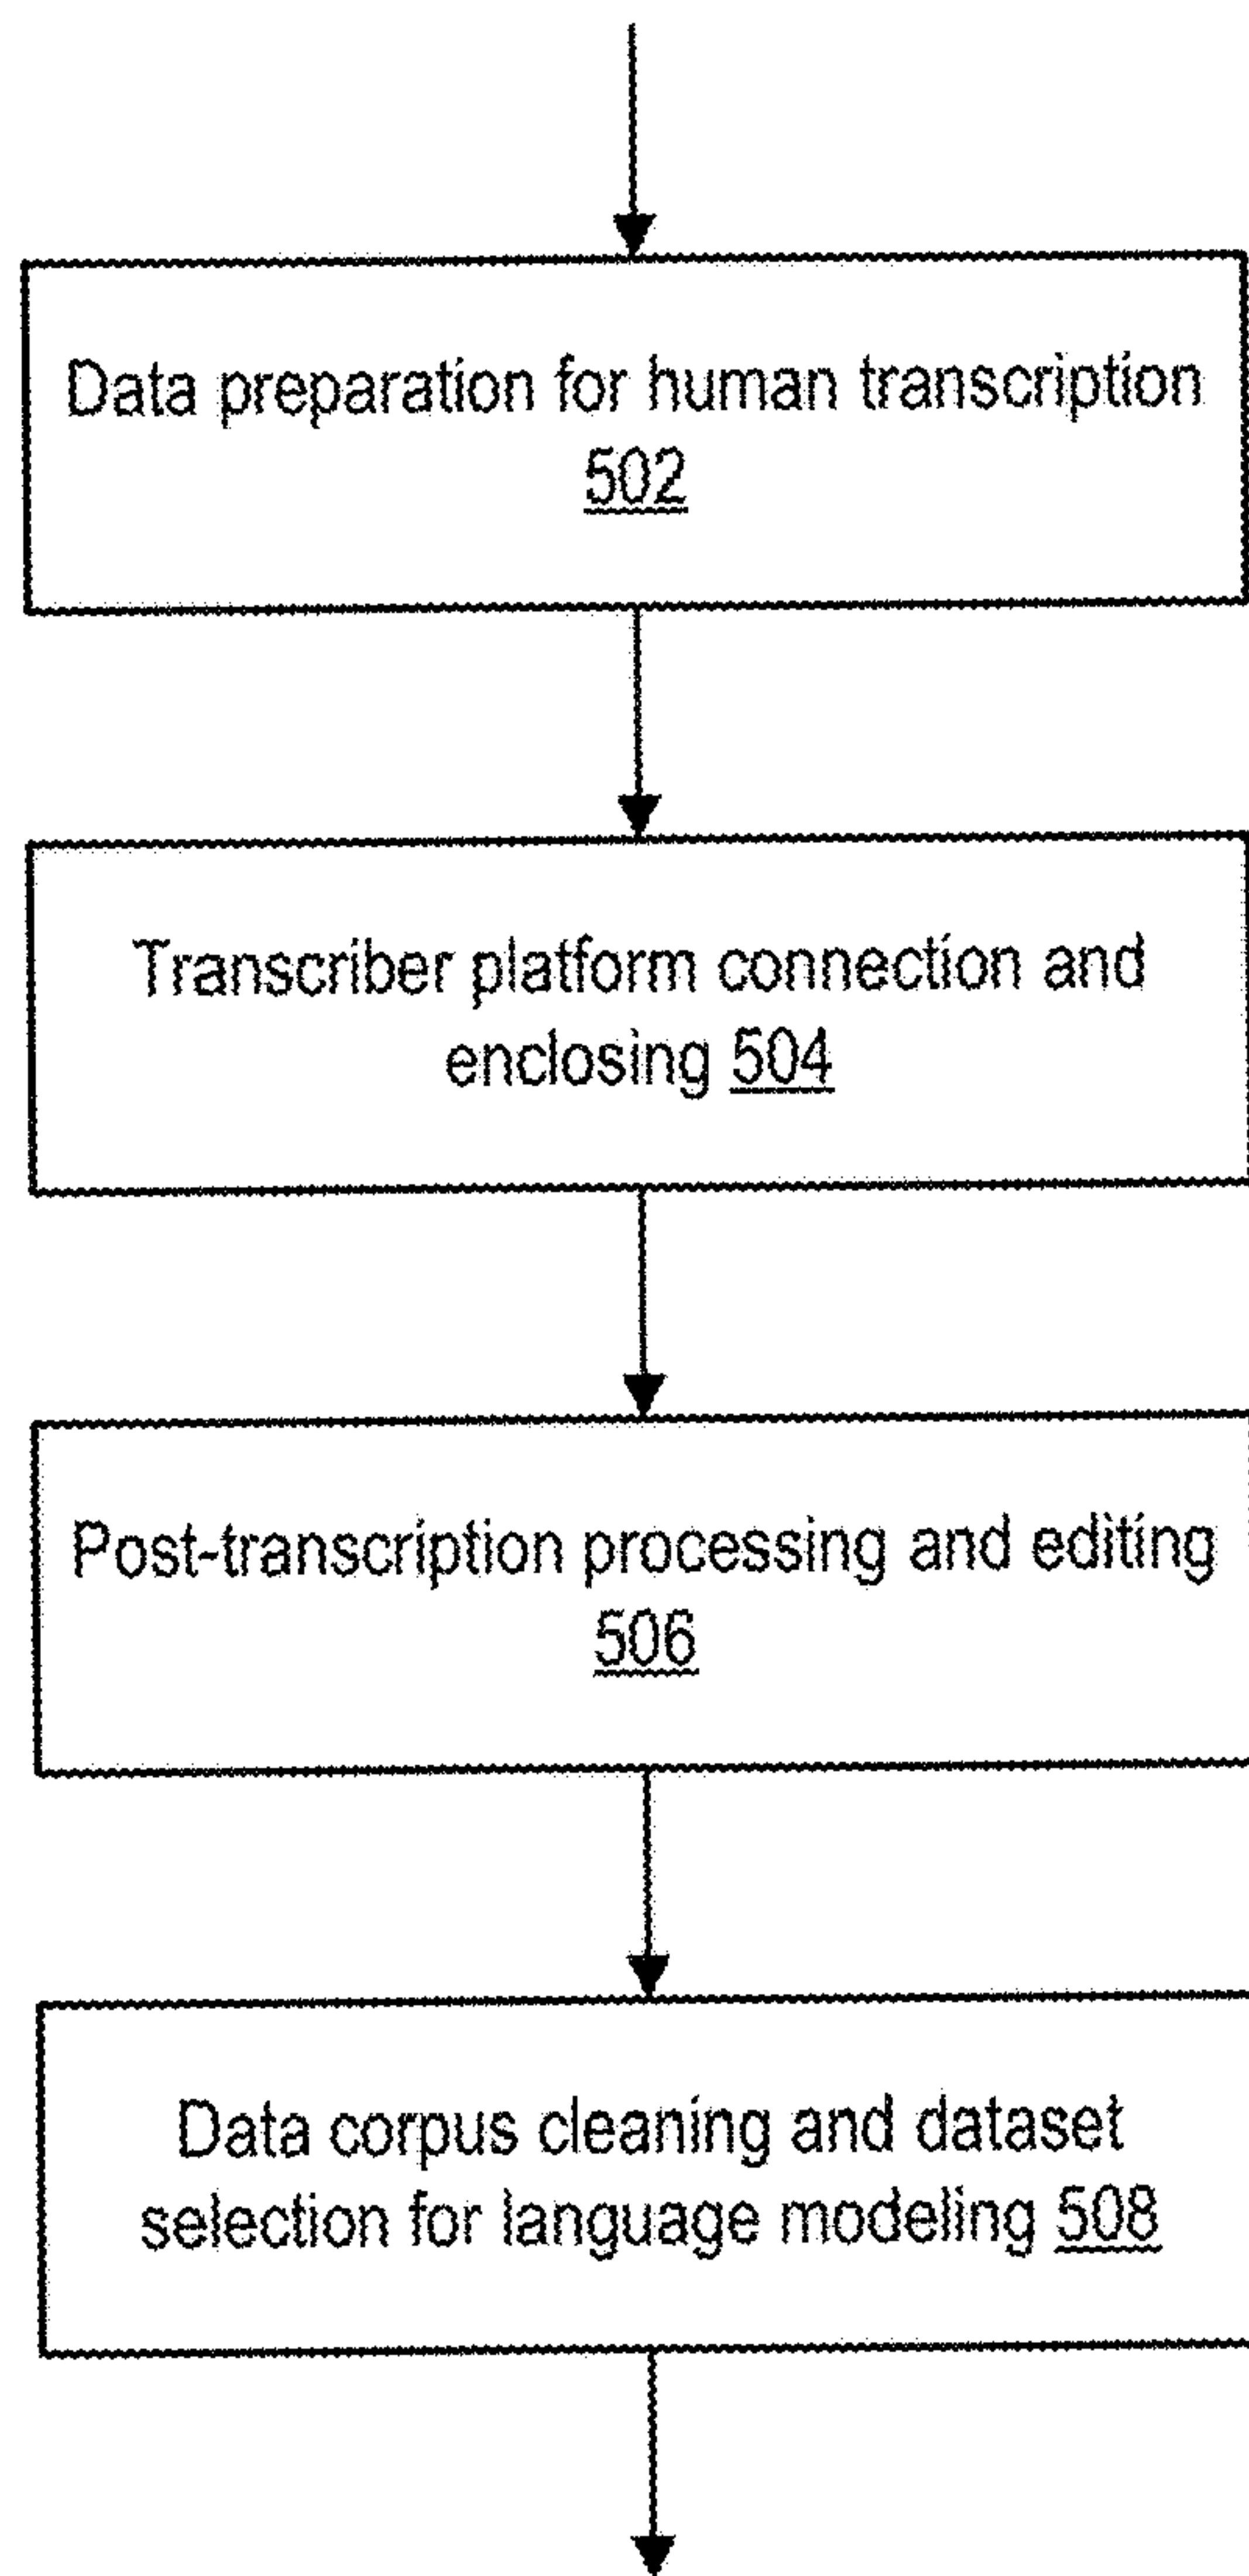 Data preparation for human transcription
502
Transcriber platform connection and
enclosing 504
Post-transcription processing and editing
506
Data corpus cleaning and dataset
selection for language modeling 508